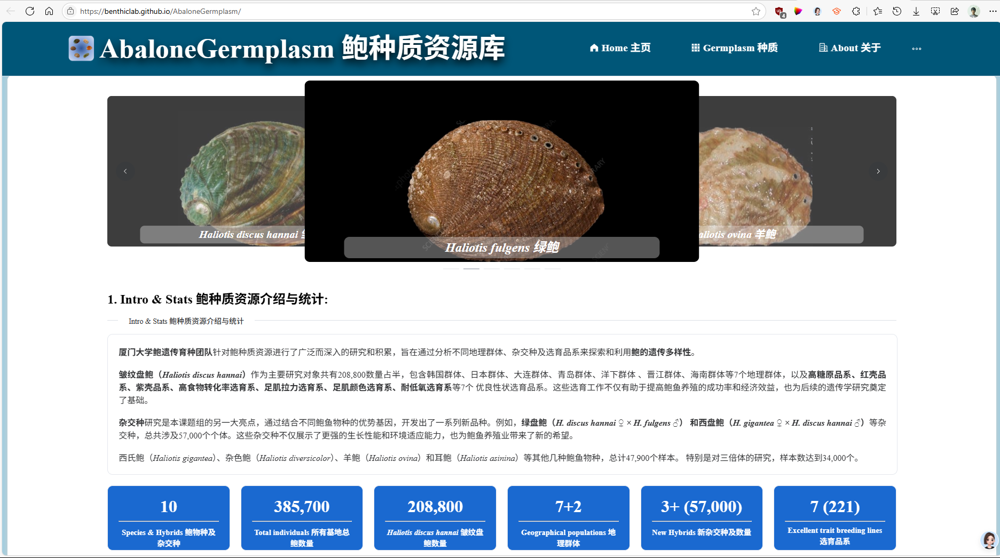 https://benthiclab.github.io/AbaloneGermplasm/
4
AbaloneGermplasm 鲍种质资源库
Home 主页
Germplasm 种质
About 关于
Haliotis discus hannai
Haliotis fulgens 绿鲍
aliotis ovina 羊鲍
1. Intro & Stats 鲍种质资源介绍与统计:
Intro & Stats 鲍种质资源介绍与统计
厦门大学鲍遗传育种团队针对鲍种质资源进行了广泛而深入的研究和积累，旨在通过分析不同地理群体、杂交种及选育品系来探索和利用鲍的遗传多样性。
皱纹盘鲍（Haliotis discus hannai）作为主要研究对象共有208,800数量占半，包含韩国群体、日本群体、大连群体、青岛群体、洋下群体 、晋江群体、海南群体等7个地理群体，以及高糖原品系、红壳品
系、紫壳品系、高食物转化率选育系、足肌拉力选育系、足肌颜色选育系、耐低氧选育系等7个 优良性状选育品系。这些选育工作不仅有助于提高鲍鱼养殖的成功率和经济效益，也为后续的遗传学研究奠定
了基础。
杂交种研究是本课题组的另一大亮点，通过结合不同鲍鱼物种的优势基因，开发出了一系列新品种。例如，绿盘鲍（H. discus hannai ♀ × H. fulgens ♂） 和西盘鲍（H. gigantea ♀ × H. discus hannai ♂）等杂
交种，总共涉及57,000个个体。这些杂交种不仅展示了更强的生长性能和环境适应能力，也为鲍鱼养殖业带来了新的希望。
西氏鲍（Haliotis gigantea）、杂色鲍（Haliotis diversicolor）、羊鲍（Haliotis ovina）和耳鲍（Haliotis asinina）等其他几种鲍鱼物种，总计47,900个样本。 特别是对三倍体的研究，样本数达到34,000个。
10
Species & Hybrids 鲍物种及
杂交种
385,700
Total individuals 所有基地总
鲍数量
208,800
Haliotis discus hannai 皱纹盘
鲍数量
7+2
Geographical populations 地
理群体
3+ (57,000)
New Hybrids 新杂交种及数量
7 (221)
Excellent trait breeding lines
选育品系